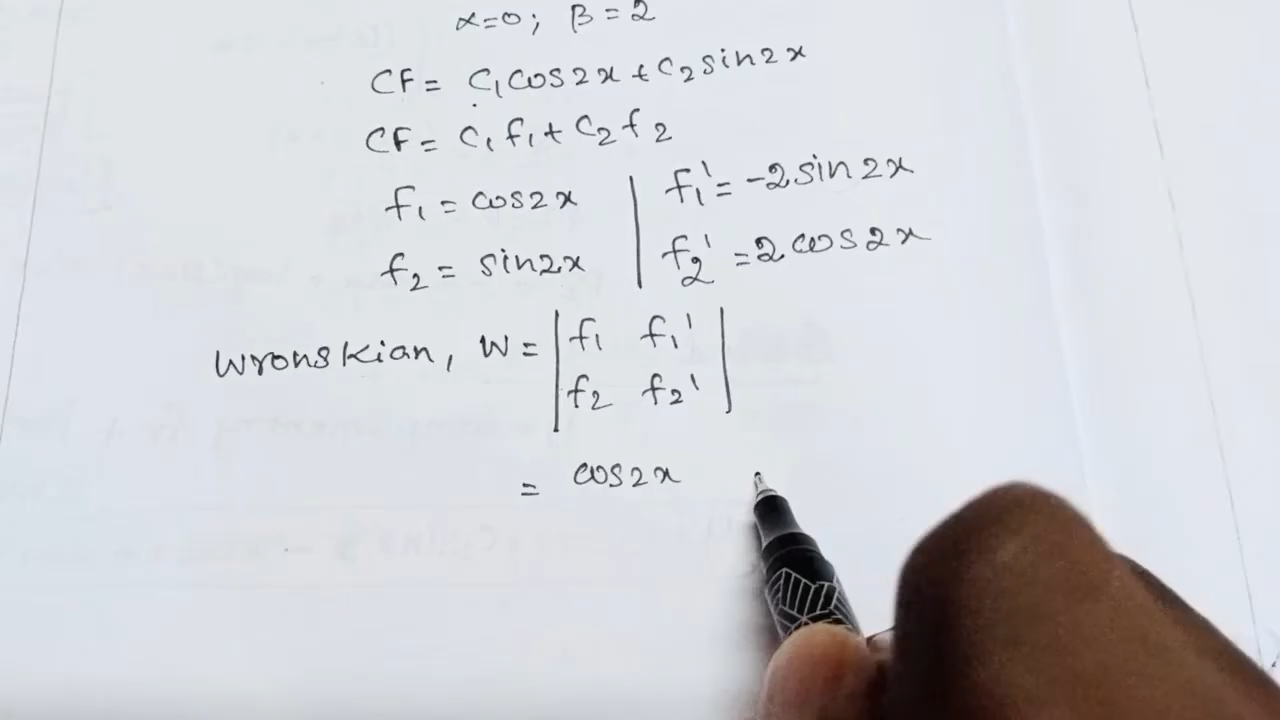 α=0; β=2
CF= C₁cos2x+C₂sin2x
CF= C₁f₁+C₂f₂
f₁=cos2x | f₁'=-2sin2x
f₂= sin2x | f₂'=2cos2x
Wronskian, W= | f₁ f₁' |
| f₂ f₂' |
= cos2x